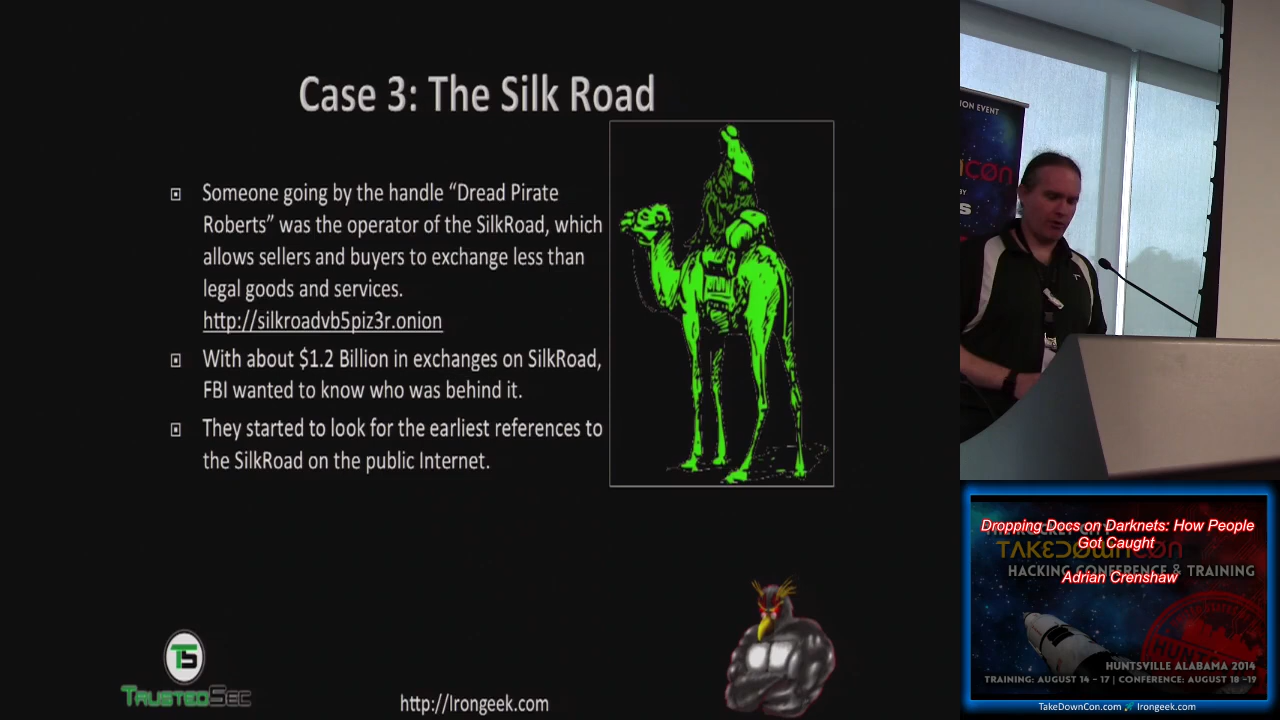 Case 3: The Silk Road
Someone going by the handle “Dread Pirate
Roberts” was the operator of the SilkRoad, which
allows sellers and buyers to exchange less than
legal goods and services.
http://silkroadvb5piz3r.onion
With about $1.2 Billion in exchanges on SilkRoad,
FBI wanted to know who was behind it.
They started to look for the earliest references to
the SilkRoad on the public Internet.
TS
TRUSTEDSEC
http://Irongeek.com
ION EVENT
BY
S
Dropping Docs on Darknets: How People
Got Caught
TAKEDOWNCON
HACKING CONFERENCE & TRAINING
Adrian Crenshaw
HUNTSVILLE ALABAMA 2014
TRAINING: AUGUST 14 - 17 | CONFERENCE: AUGUST 18 -19
TakeDownCon.com Irongeek.com